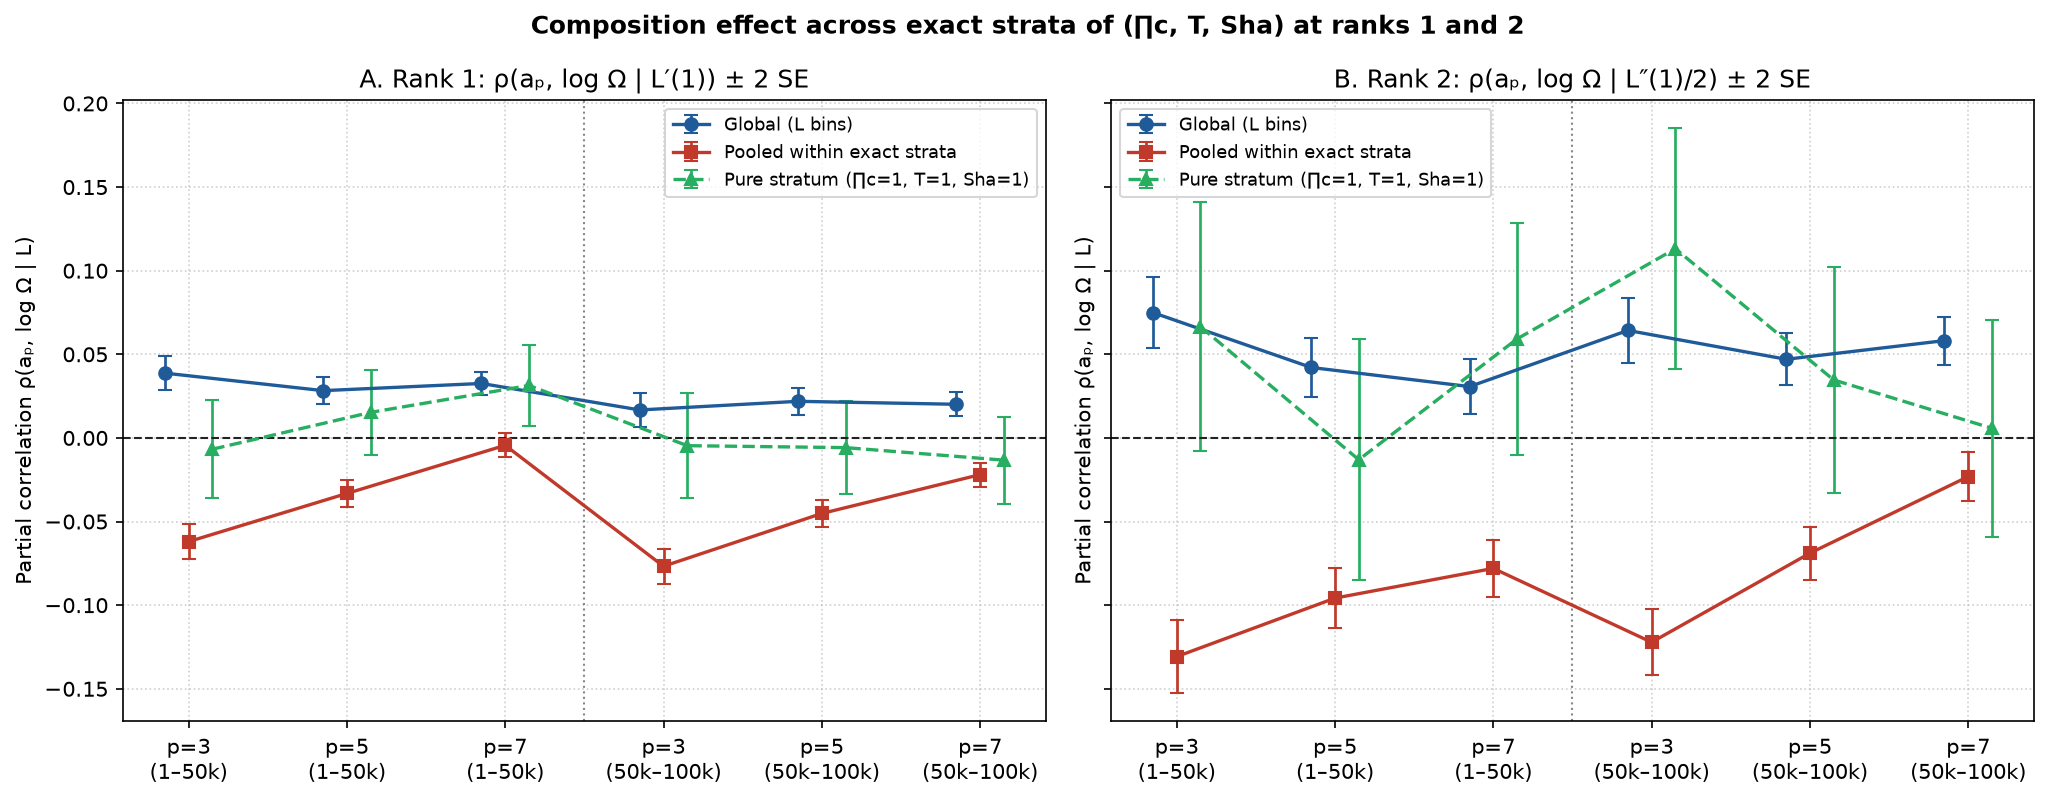 Composition effect across exact strata of (∏c, T, Sha) at ranks 1 and 2
A. Rank 1: ρ(aₚ, log Ω | L′(1)) ± 2 SE
Partial correlation ρ(aₚ, log Ω | L)
0.20
0.15
0.10
0.05
0.00
−0.05
−0.10
−0.15
Global (L bins)
Pooled within exact strata
Pure stratum (∏c=1, T=1, Sha=1)
p=3
(1–50k)
p=5
(1–50k)
p=7
(1–50k)
p=3
(50k–100k)
p=5
(50k–100k)
p=7
(50k–100k)
B. Rank 2: ρ(aₚ, log Ω | L″(1)/2) ± 2 SE
Partial correlation ρ(aₚ, log Ω | L)
Global (L bins)
Pooled within exact strata
Pure stratum (∏c=1, T=1, Sha=1)
p=3
(1–50k)
p=5
(1–50k)
p=7
(1–50k)
p=3
(50k–100k)
p=5
(50k–100k)
p=7
(50k–100k)